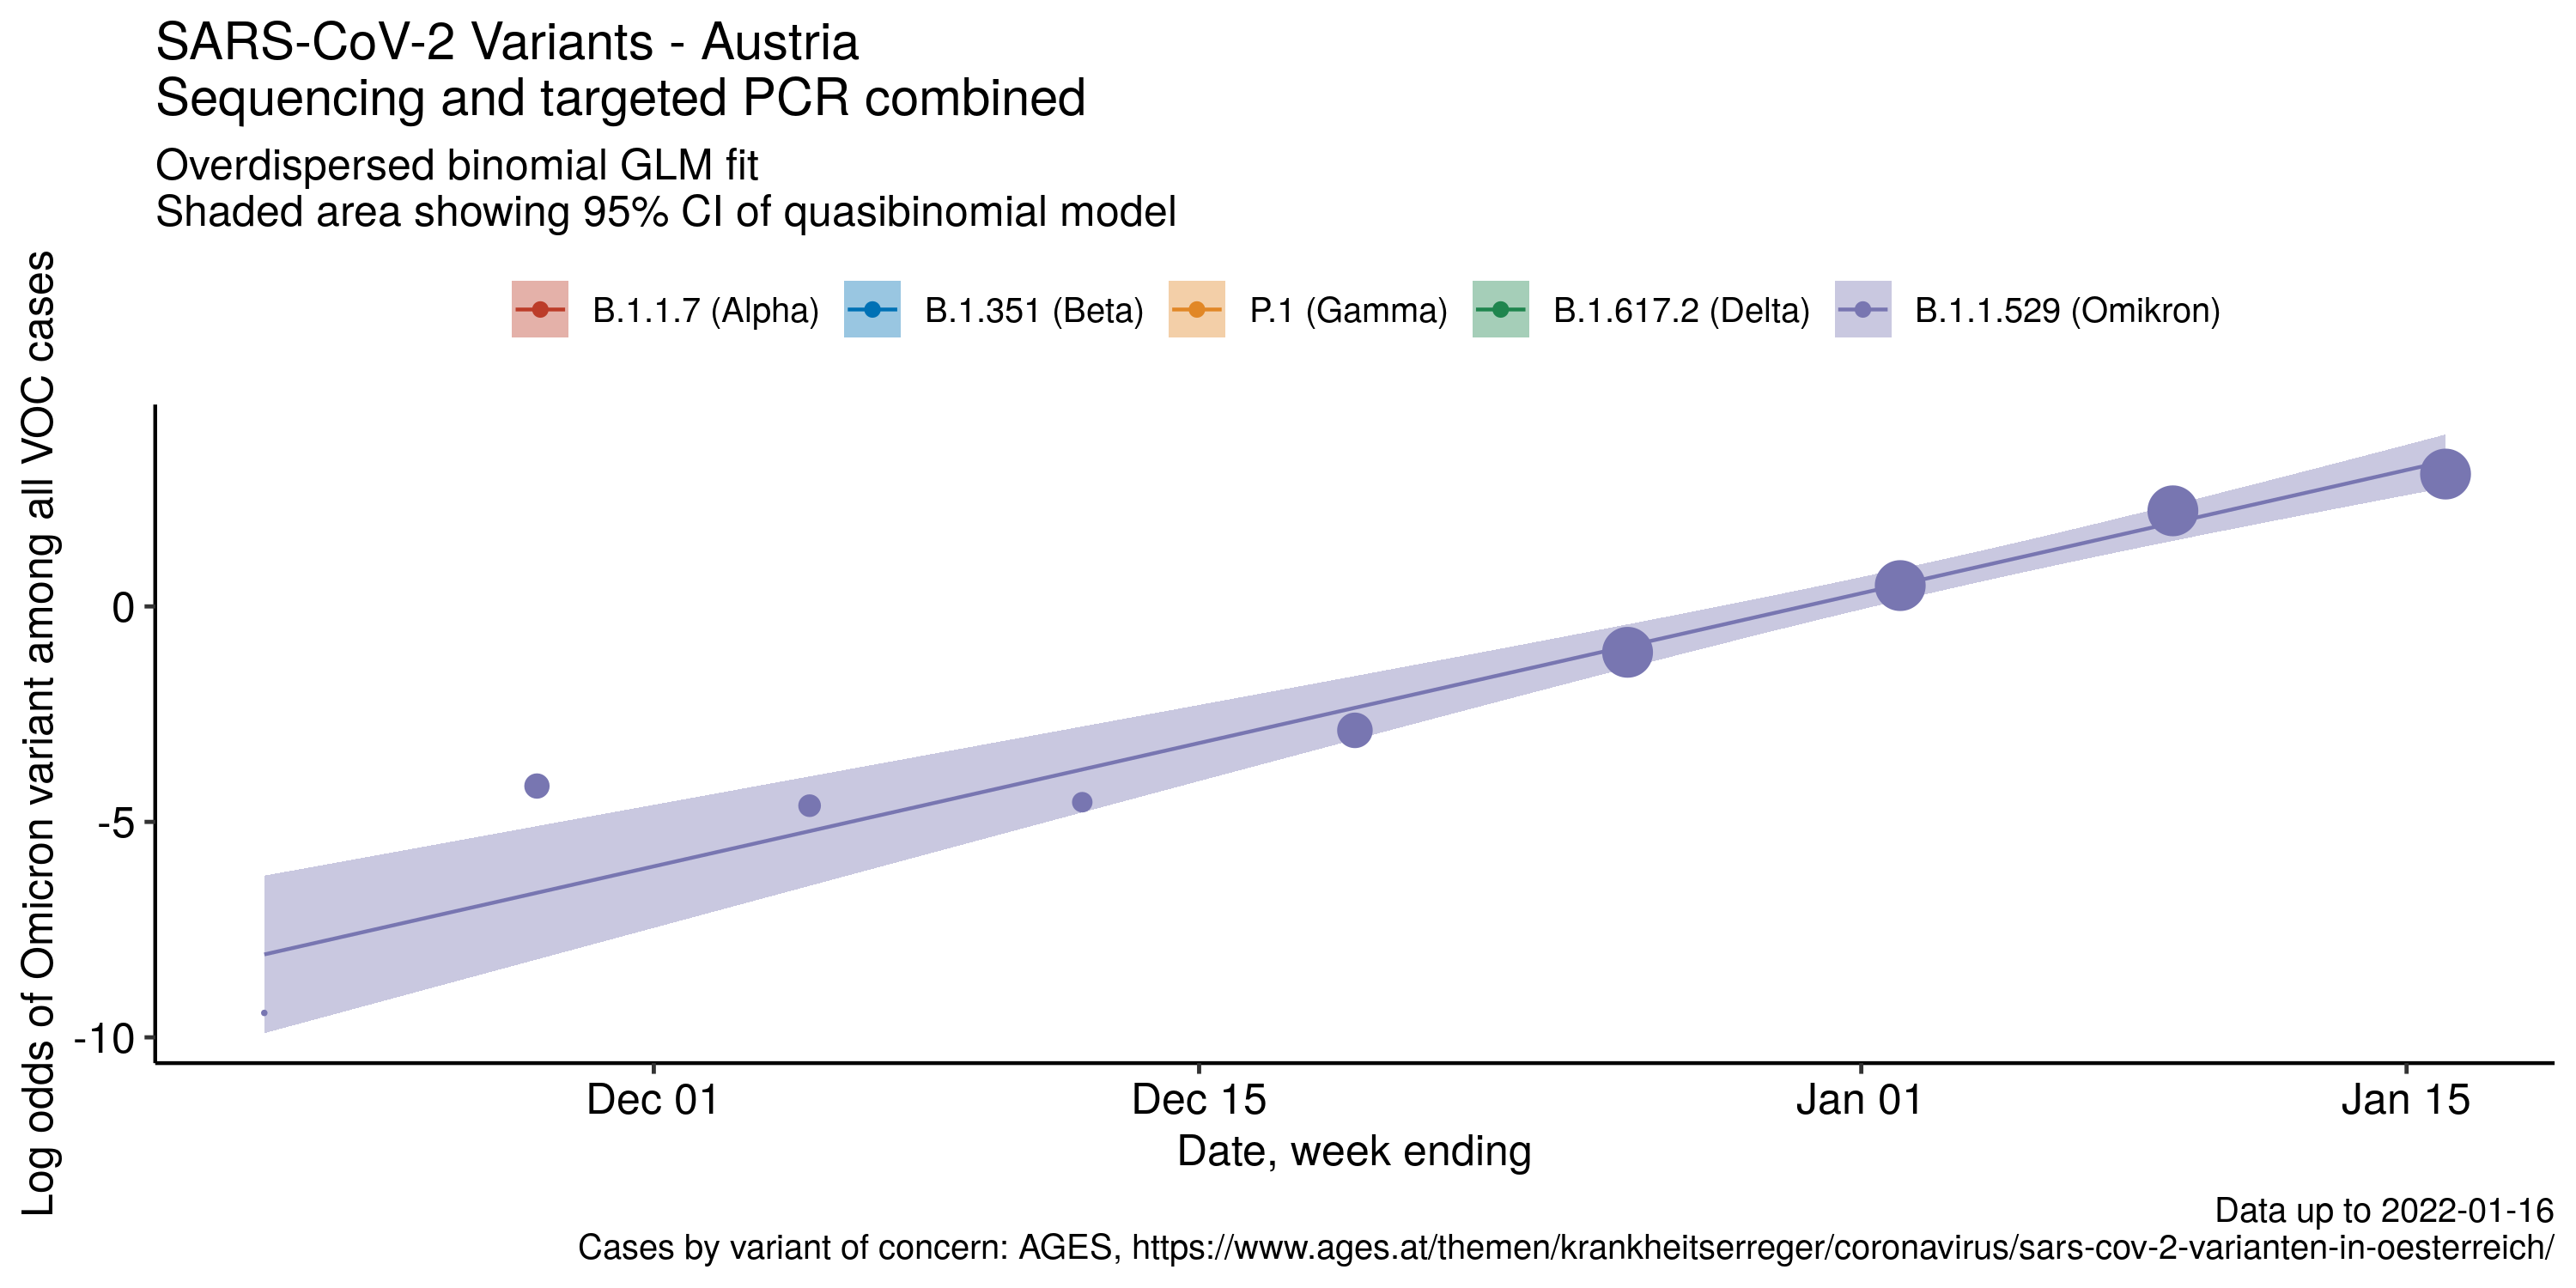 SARS-CoV-2 Variants - Austria
Sequencing and targeted PCR combined
Overdispersed binomial GLM fit
Shaded area showing 95% CI of quasibinomial model
B.1.1.7 (Alpha) B.1.351 (Beta) P.1 (Gamma) B.1.617.2 (Delta) B.1.1.529 (Omikron)
Log odds of Omicron variant among all VOC cases
0
-5
-10
Dec 01 Dec 15 Jan 01 Jan 15
Date, week ending
Data up to 2022-01-16
Cases by variant of concern: AGES, https://www.ages.at/themen/krankheitserreger/coronavirus/sars-cov-2-varianten-in-oesterreich/